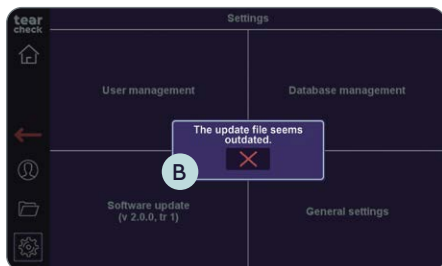 tear
check
Settings
User management
Database management
The update file seems
outdated.
B
Software update
(v 2.0.0, tr 1)
General settings